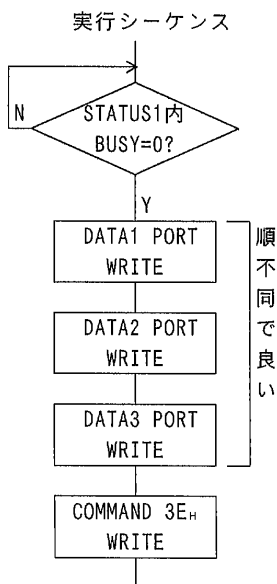 実行シーケンス
N
STATUS1内
BUSY=0?
Y
DATA1 PORT
WRITE
DATA2 PORT
WRITE
DATA3 PORT
WRITE
順不同で良い
COMMAND 3EH
WRITE